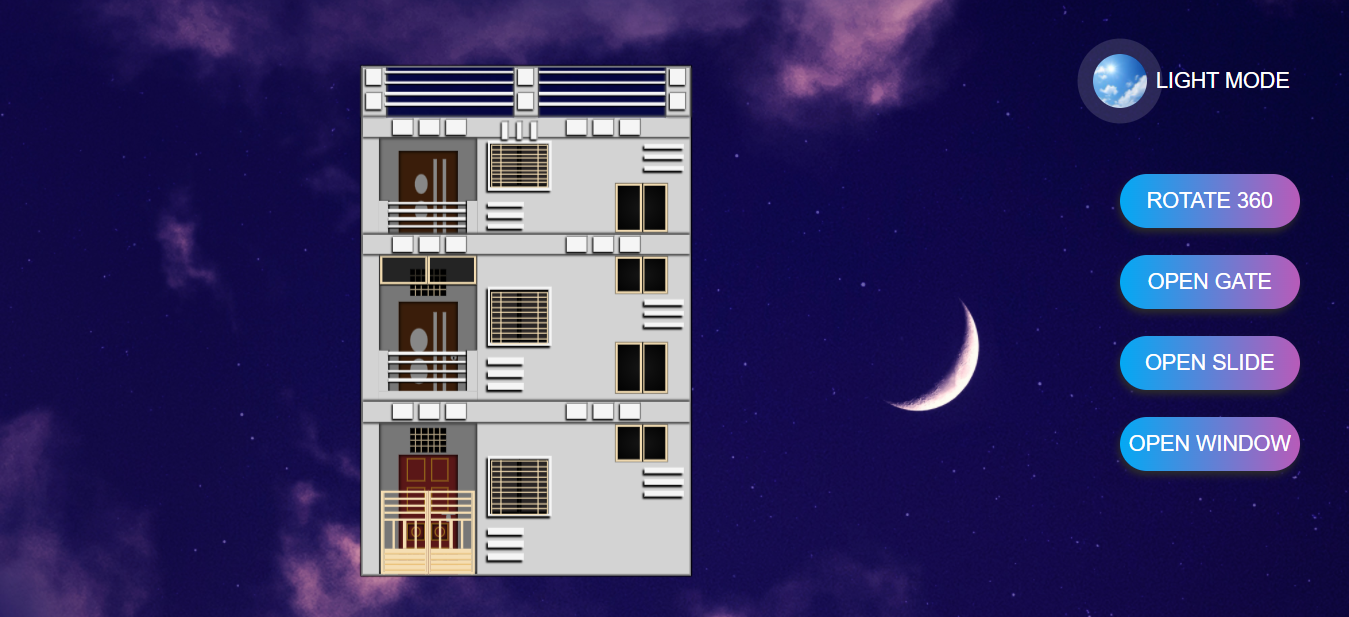 LIGHT MODE
ROTATE 360
OPEN GATE
OPEN SLIDE
OPEN WINDOW